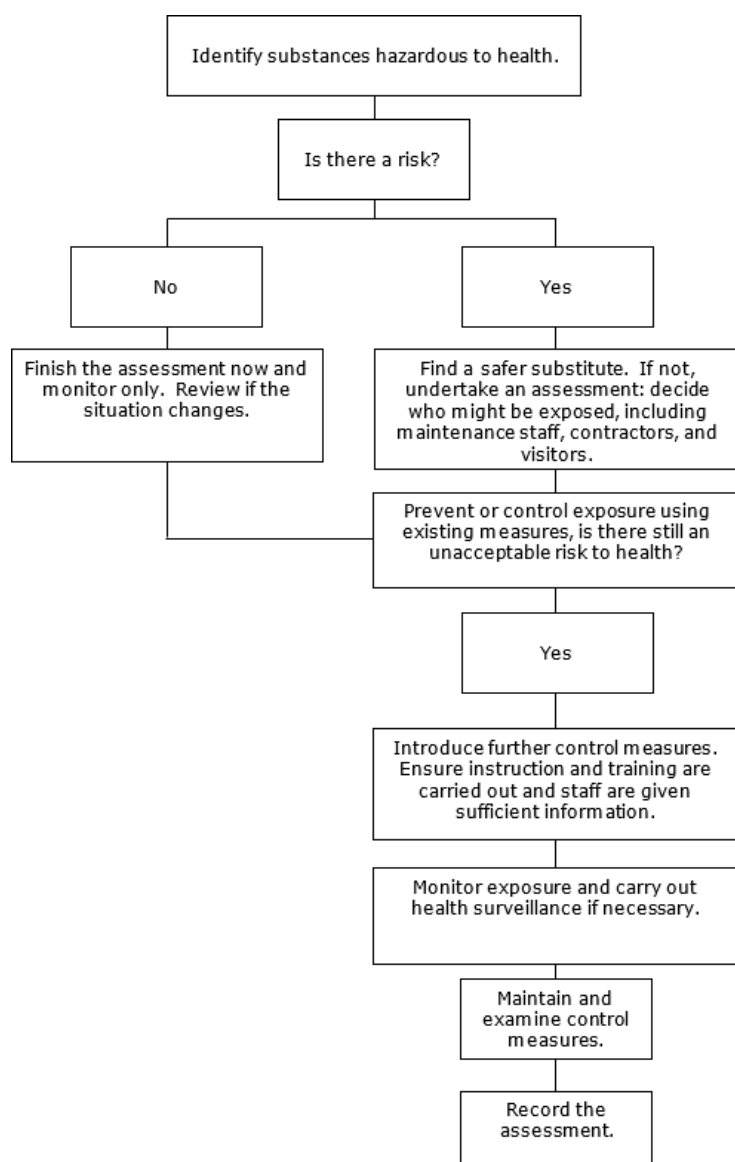 Identify substances hazardous to health.
Is there a risk?
No
Yes
Finish the assessment now and
monitor only.  Review if the
situation changes.
Find a safer substitute.  If not,
undertake an assessment: decide
who might be exposed, including
maintenance staff, contractors, and
visitors.
Prevent or control exposure using
existing measures, is there still an
unacceptable risk to health?
Yes
Introduce further control measures.
Ensure instruction and training are
carried out and staff are given
sufficient information.
Monitor exposure and carry out
health surveillance if necessary.
Maintain and
examine control
measures.
Record the
assessment.